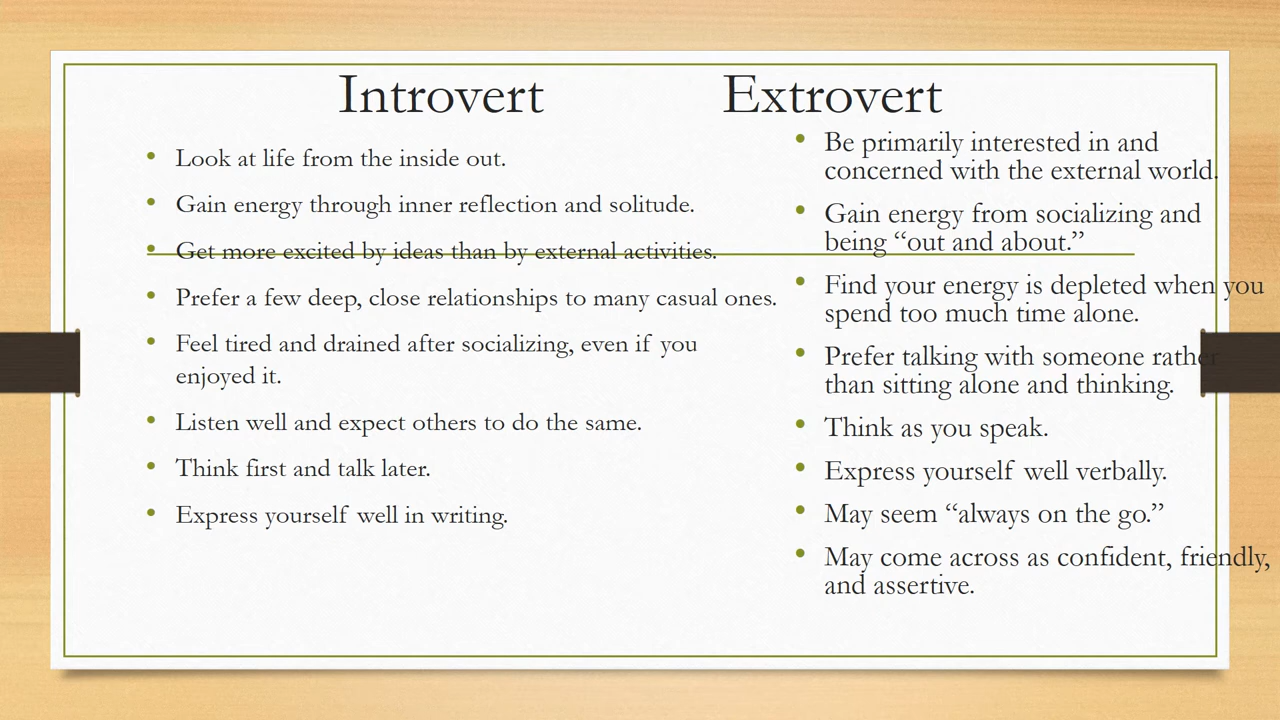 Introvert
Extrovert
• Look at life from the inside out.
• Gain energy through inner reflection and solitude.
• Get more excited by ideas than by external activities.
• Prefer a few deep, close relationships to many casual ones.
• Feel tired and drained after socializing, even if you
enjoyed it.
• Listen well and expect others to do the same.
• Think first and talk later.
• Express yourself well in writing.
• Be primarily interested in and
concerned with the external world.
• Gain energy from socializing and
being “out and about.”
• Find your energy is depleted when you
spend too much time alone.
• Prefer talking with someone rather
than sitting alone and thinking.
• Think as you speak.
• Express yourself well verbally.
• May seem “always on the go.”
• May come across as confident, friendly,
and assertive.